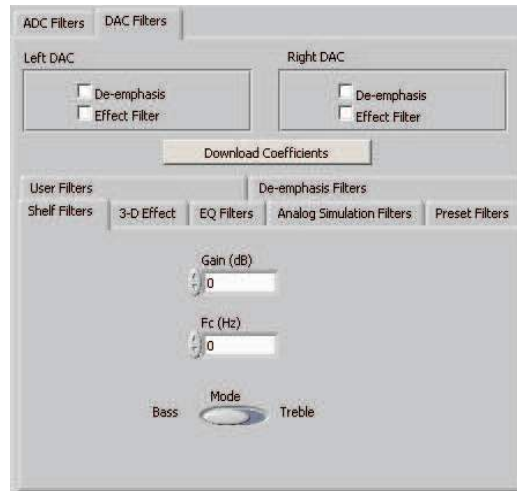 ADC Filters DAC Filters
Left DAC Right DAC
De-emphasis De-emphasis
Effect Filter Effect Filter
Download Coefficients
User Filters De-emphasis Filters
Shelf Filters 3-D Effect EQ Filters Analog Simulation Filters Preset Filters
Gain (dB)
0
Fc (Hz)
0
Mode
Bass Treble